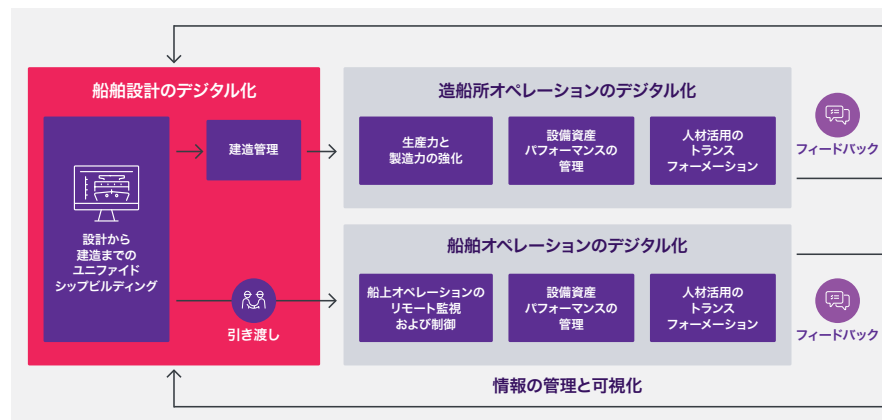 船舶設計のデジタル化
設計から
建造までの
ユニファイド
シップビルディング
建造管理
引き渡し
造船所オペレーションのデジタル化
生産力と
製造力の強化
設備資産
パフォーマンスの
管理
人材活用の
トランス
フォーメーション
フィードバック
船舶オペレーションのデジタル化
船上オペレーションの
リモート監視
および制御
設備資産
パフォーマンスの
管理
人材活用の
トランス
フォーメーション
フィードバック
情報の管理と可視化